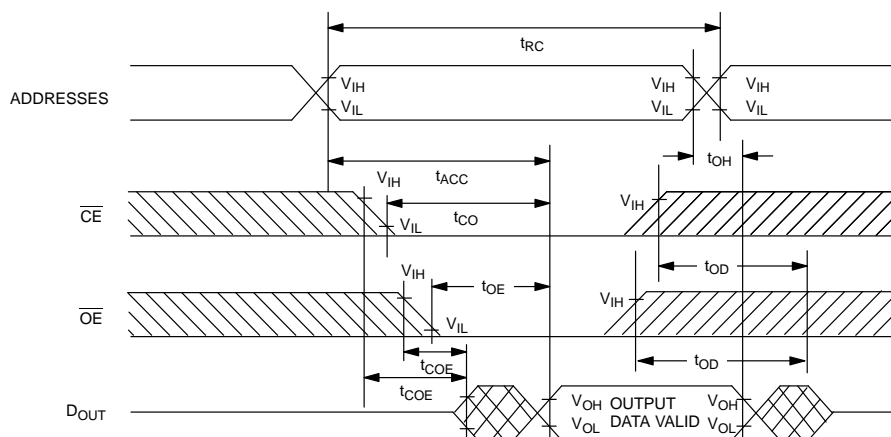 tRC
ADDRESSES
VIH
VIL
VIH
VIL
VIH
VIL
tOH
tACC
CE
VIH
tCO
VIL
VIH
tOD
OE
VIH
tOE
VIL
VIH
tOD
tCOE
tCOE
DOUT
VOH
VOL
OUTPUT
DATA VALID
VOH
VOL